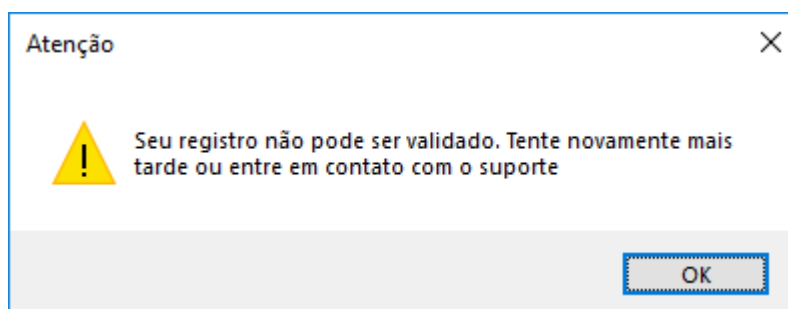 Atenção
Seu registro não pode ser validado. Tente novamente mais
tarde ou entre em contato com o suporte
OK